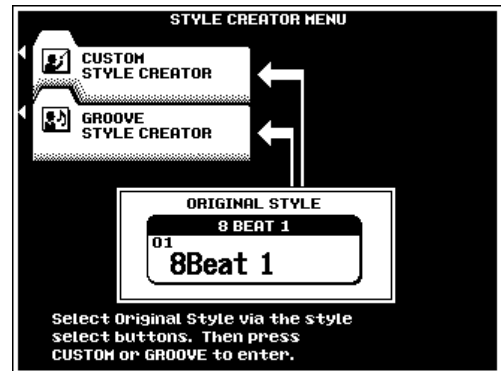 STYLE CREATOR MENU
CUSTOM
STYLE CREATOR
GROOVE
STYLE CREATOR
ORIGINAL STYLE
8 BEAT 1
01
8Beat 1
Select Original Style via the style
select buttons. Then press
CUSTOM or GROOVE to enter.